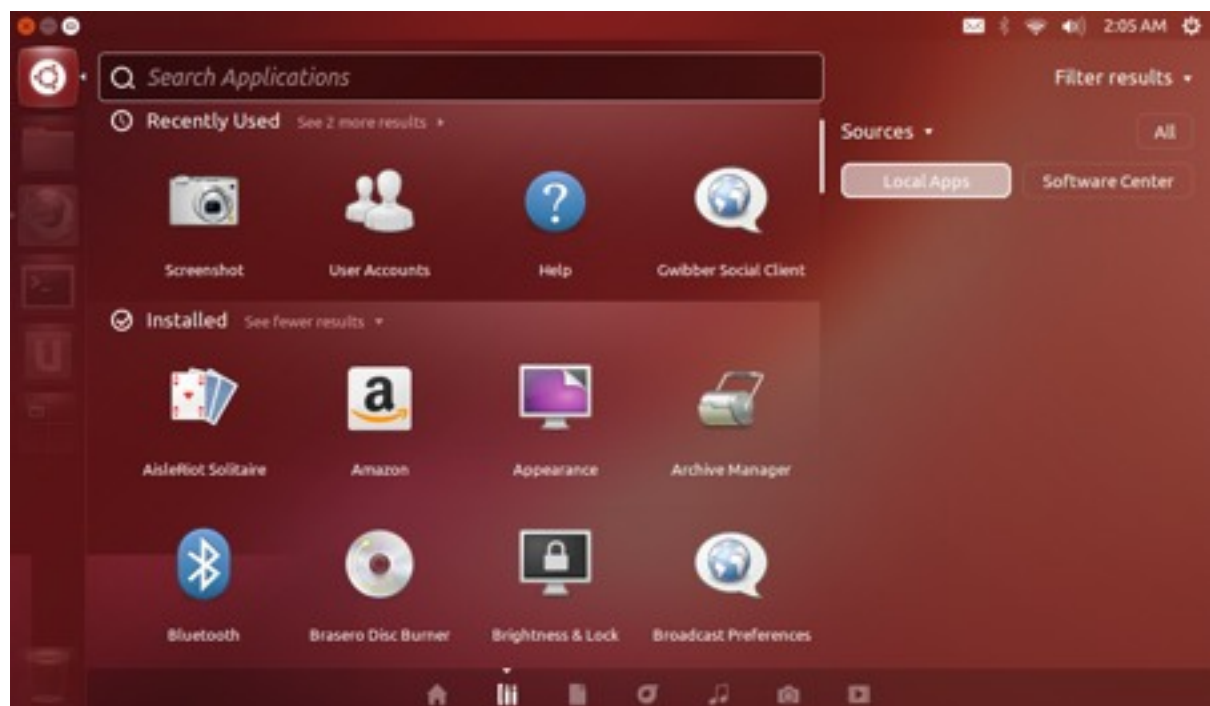 2:05 AM
Search Applications
Filter results
Recently Used See 2 more results
Sources
All
Local Apps
Software Center
Screenshot
User Accounts
Help
Gwibber Social Client
Installed See fewer results
AisleRiot Solitaire
Amazon
Appearance
Archive Manager
Bluetooth
Brasero Disc Burner
Brightness & Lock
Broadcast Preferences